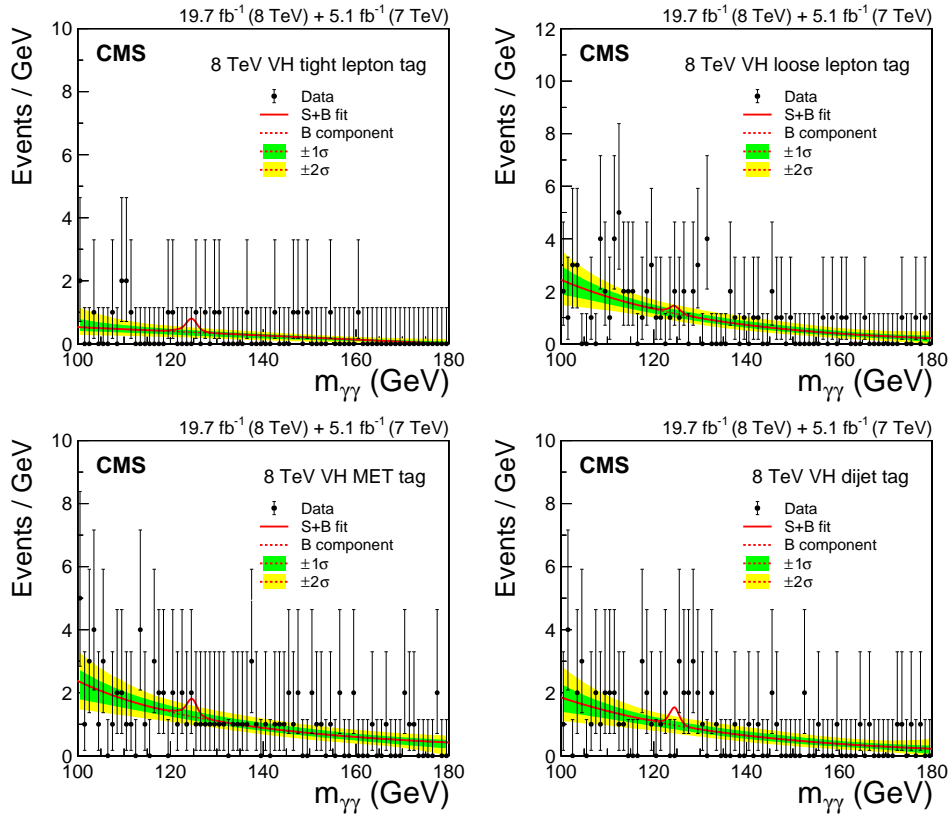 19.7 fb⁻¹ (8 TeV) + 5.1 fb⁻¹ (7 TeV)
CMS
8 TeV VH tight lepton tag
Data
S+B fit
B component
±1σ
±2σ
Events / GeV
10
8
6
4
2
0
100 120 140 160 180
mγγ (GeV)
19.7 fb⁻¹ (8 TeV) + 5.1 fb⁻¹ (7 TeV)
CMS
8 TeV VH loose lepton tag
Data
S+B fit
B component
±1σ
±2σ
Events / GeV
12
10
8
6
4
2
0
100 120 140 160 180
mγγ (GeV)
19.7 fb⁻¹ (8 TeV) + 5.1 fb⁻¹ (7 TeV)
CMS
8 TeV VH MET tag
Data
S+B fit
B component
±1σ
±2σ
Events / GeV
10
8
6
4
2
0
100 120 140 160 180
mγγ (GeV)
19.7 fb⁻¹ (8 TeV) + 5.1 fb⁻¹ (7 TeV)
CMS
8 TeV VH dijet tag
Data
S+B fit
B component
±1σ
±2σ
Events / GeV
10
8
6
4
2
0
100 120 140 160 180
mγγ (GeV)